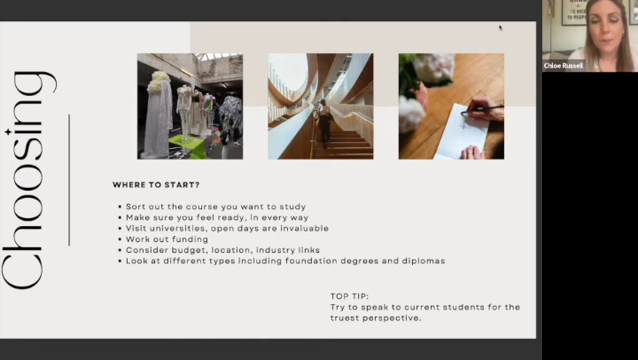 Choosing
WHERE TO START?
• Sort out the course you want to study
• Make sure you feel ready, in every way
• Visit universities, open days are invaluable
• Work out funding
• Consider budget, location, industry links
• Look at different types including foundation degrees and diplomas
TOP TIP:
Try to speak to current students for the
truest perspective.
Chloe Russell